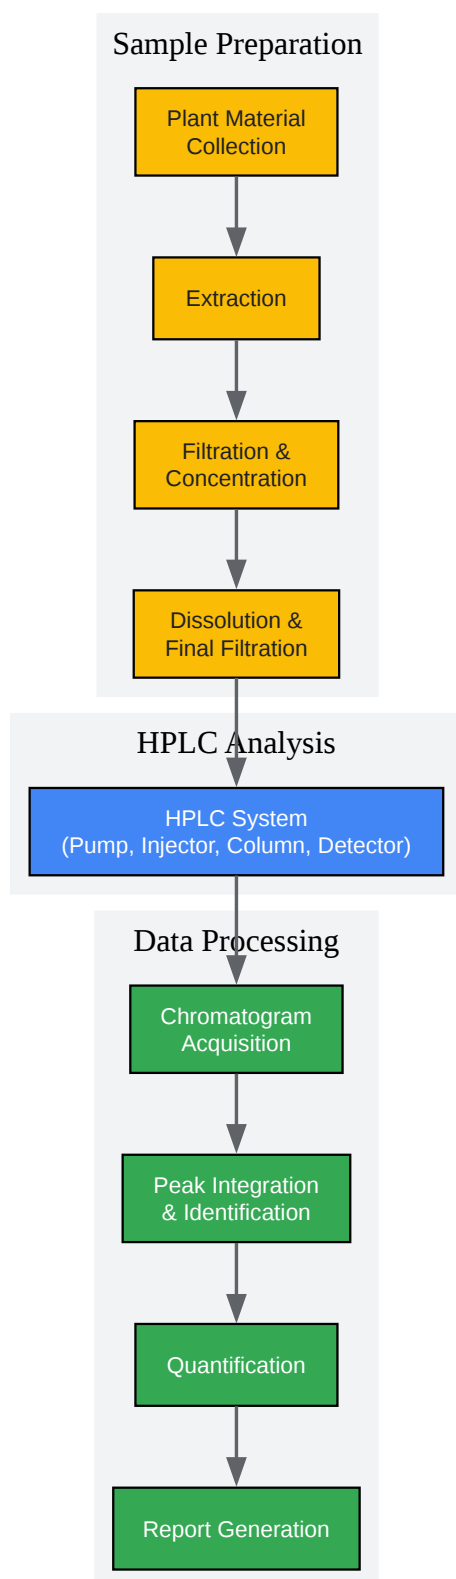 Sample Preparation
Plant Material
Collection
Extraction
Filtration &
Concentration
Dissolution &
Final Filtration
HPLC Analysis
HPLC System
(Pump, Injector, Column, Detector)
Data Processing
Chromatogram
Acquisition
Peak Integration
& Identification
Quantification
Report Generation